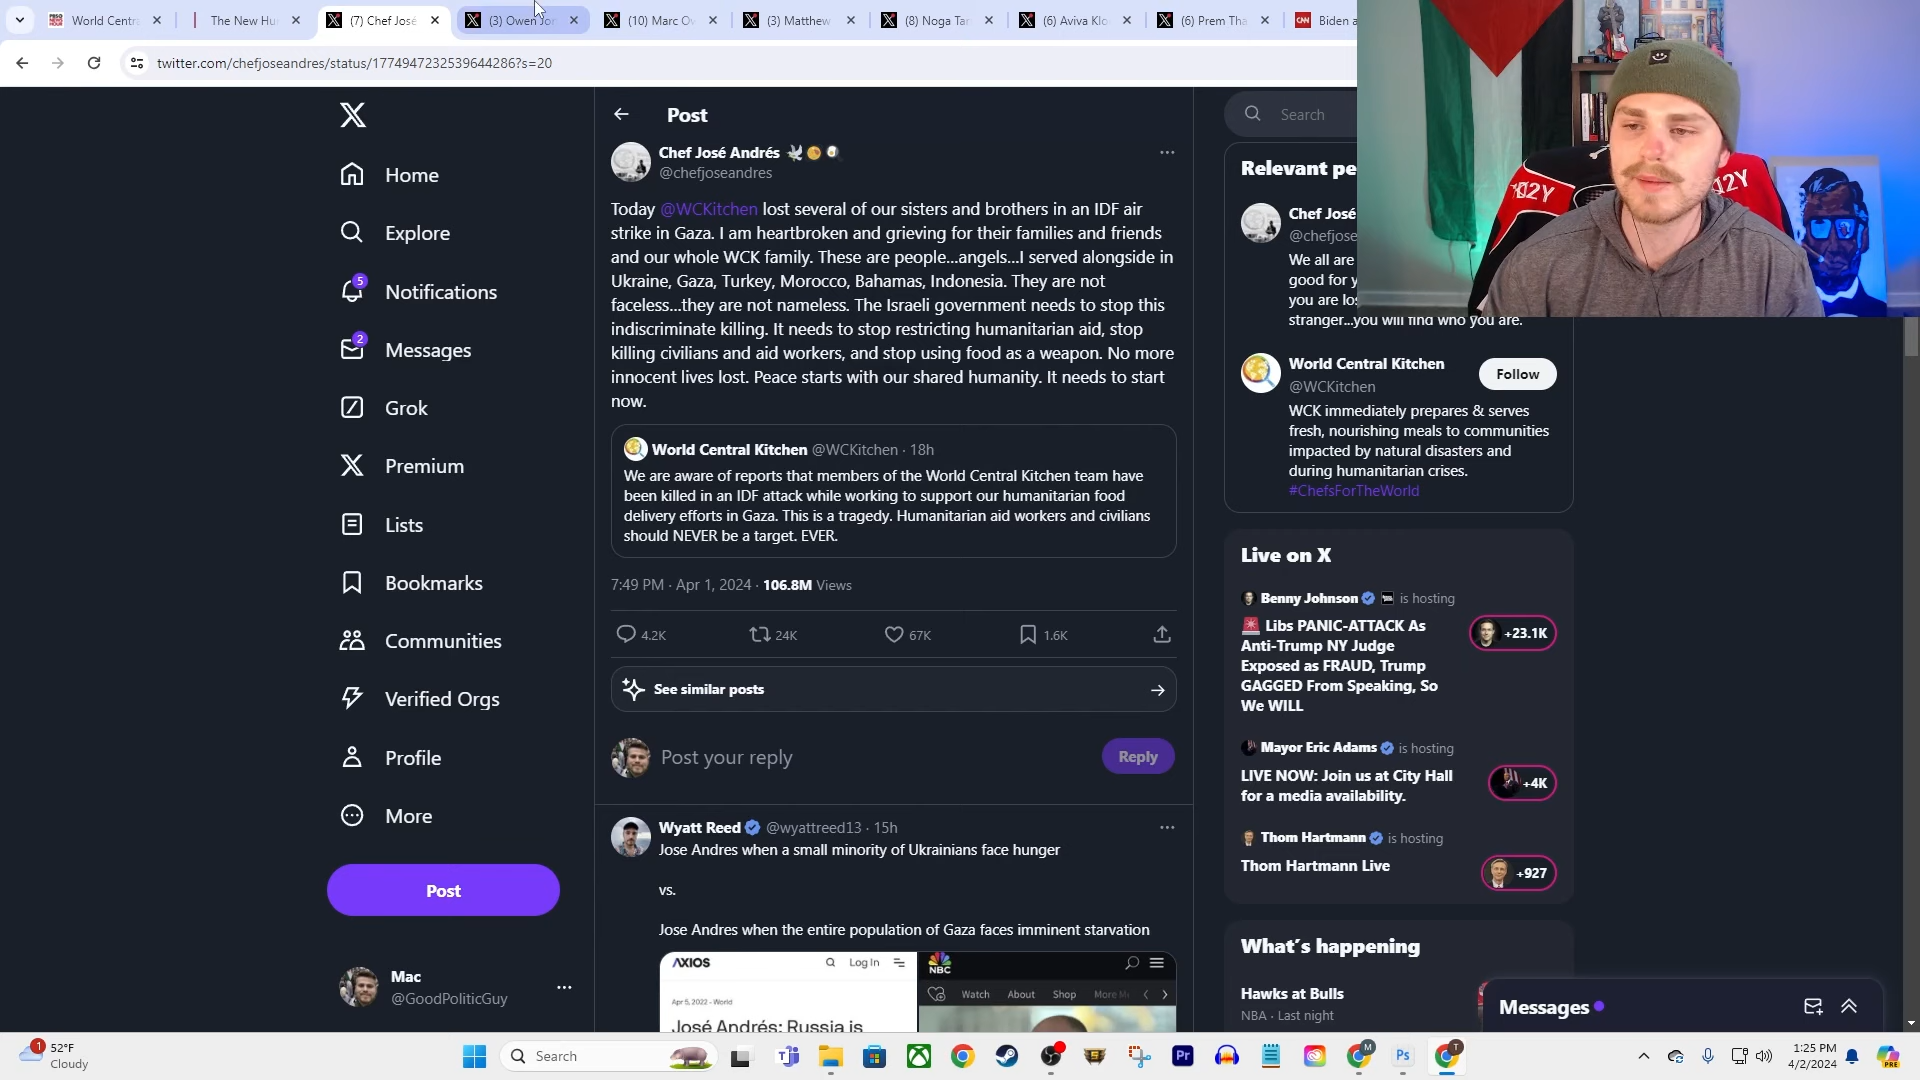 World Centra
The New Hu
(7) Chef José
(3) Owen Jon
(10) Marc Ow
(3) Matthew
(8) Noga Tar
(6) Aviva Klo
(6) Prem Tha
CNN
Biden a
twitter.com/chefjoseandres/status/1774947232539644286?s=20
Home
Explore
5
Notifications
2
Messages
Grok
Premium
Lists
Bookmarks
Communities
Verified Orgs
Profile
More
Post
Mac
@GoodPoliticGuy
Post
Chef José Andrés
@chefjoseandres
Today @WCKitchen lost several of our sisters and brothers in an IDF air
strike in Gaza. I am heartbroken and grieving for their families and friends
and our whole WCK family. These are people...angels...I served alongside in
Ukraine, Gaza, Turkey, Morocco, Bahamas, Indonesia. They are not
faceless...they are not nameless. The Israeli government needs to stop this
indiscriminate killing. It needs to stop restricting humanitarian aid, stop
killing civilians and aid workers, and stop using food as a weapon. No more
innocent lives lost. Peace starts with our shared humanity. It needs to start
now.
World Central Kitchen @WCKitchen · 18h
We are aware of reports that members of the World Central Kitchen team have
been killed in an IDF attack while working to support our humanitarian food
delivery efforts in Gaza. This is a tragedy. Humanitarian aid workers and civilians
should NEVER be a target. EVER.
7:49 PM · Apr 1, 2024 · 106.8M Views
4.2K
24K
67K
1.6K
See similar posts
Post your reply
Reply
Wyatt Reed @wyattreed13 · 15h
Jose Andres when a small minority of Ukrainians face hunger
vs.
Jose Andres when the entire population of Gaza faces imminent starvation
AXIOS
Log In
Apr 5, 2022 - World
José Andrés: Russia is
NBC
Watch
About
Shop
More
Search
Relevant pe
Chef José
@chefjose
We all are
good for y
you are los
stranger...you will find who you are.
World Central Kitchen
@WCKitchen
Follow
WCK immediately prepares & serves
fresh, nourishing meals to communities
impacted by natural disasters and
during humanitarian crises.
#ChefsForTheWorld
Live on X
Benny Johnson is hosting
Libs PANIC-ATTACK As
Anti-Trump NY Judge
Exposed as FRAUD, Trump
GAGGED From Speaking, So
We WILL
+23.1K
Mayor Eric Adams is hosting
LIVE NOW: Join us at City Hall
for a media availability.
+4K
Thom Hartmann is hosting
Thom Hartmann Live
+927
What's happening
Hawks at Bulls
NBA · Last night
Messages
1
52°F
Cloudy
Search
Pr
M
Ps
T
1:25 PM
4/2/2024
PRE